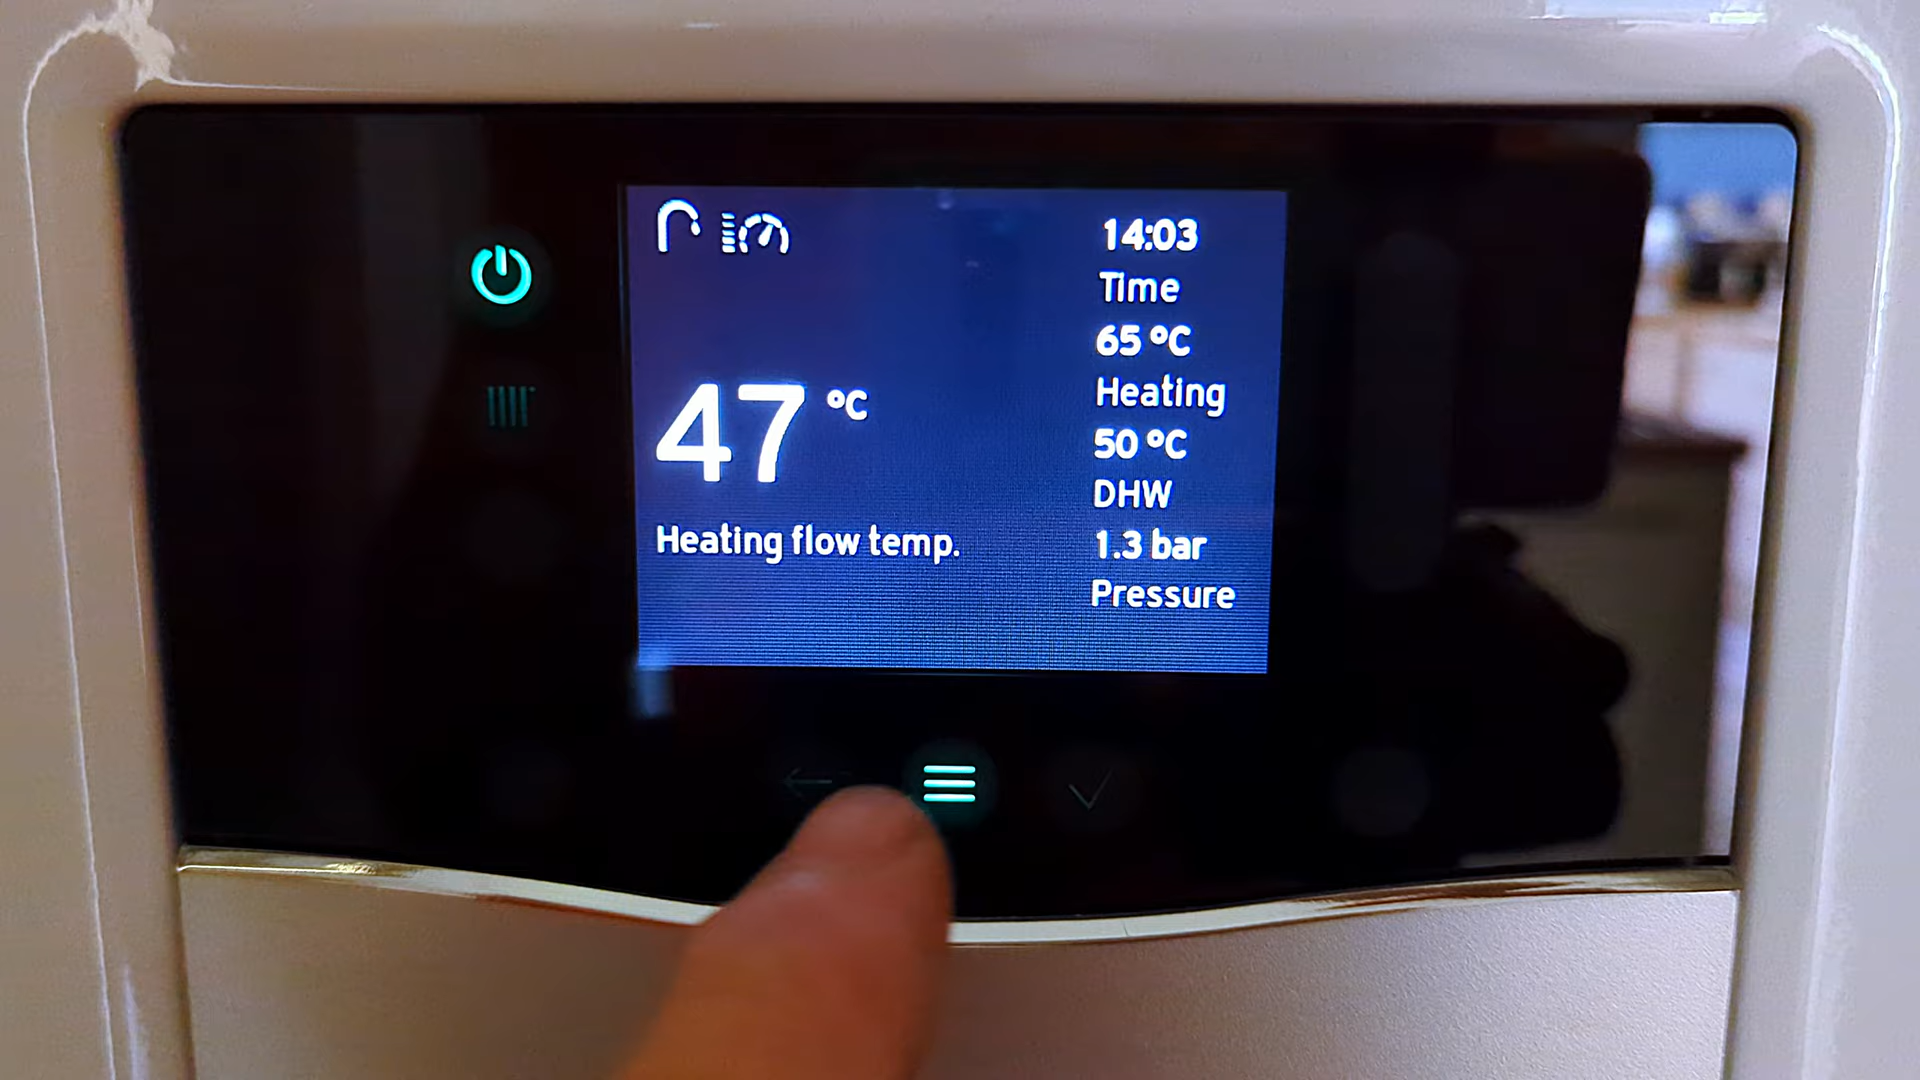 14:03
Time
65 °C
Heating
50 °C
DHW
1.3 bar
Pressure
47 °C
Heating flow temp.